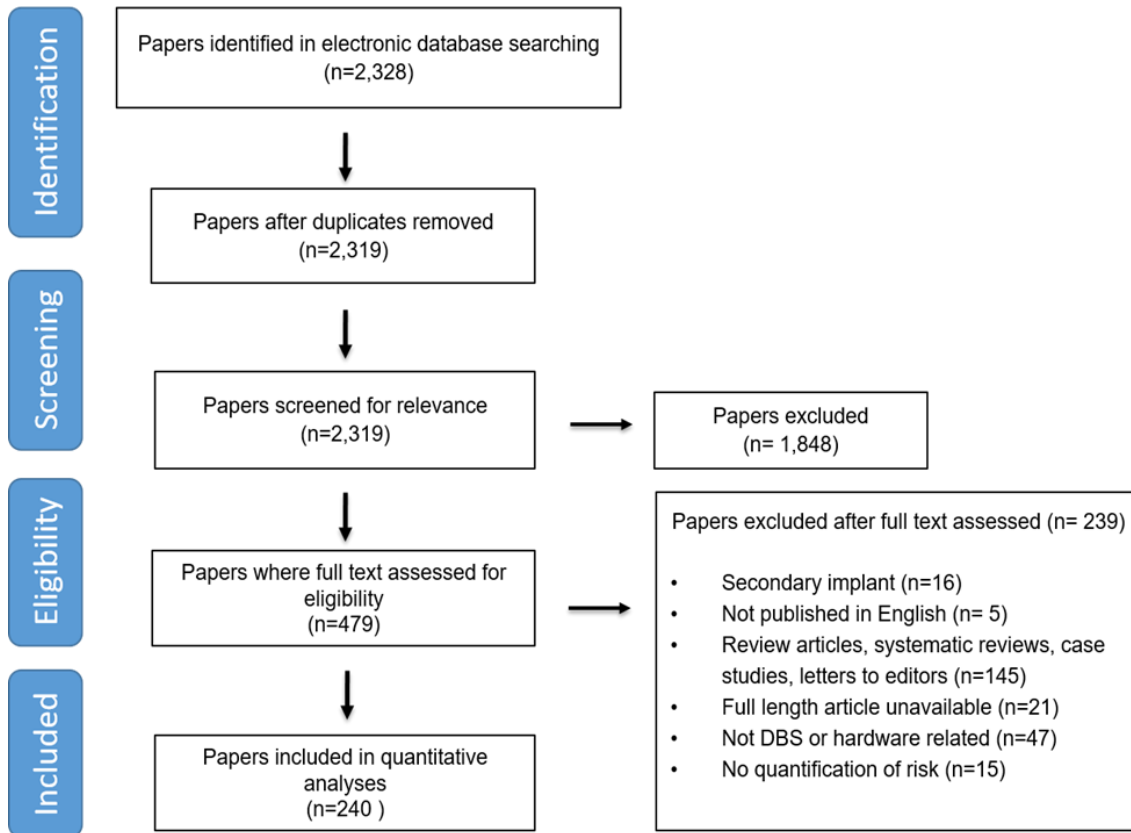 Identification
Papers identified in electronic database searching
(n=2,328)
Papers after duplicates removed
(n=2,319)
Screening
Papers screened for relevance
(n=2,319)
Papers excluded
(n= 1,848)
Eligibility
Papers where full text assessed for
eligibility
(n=479)
Papers excluded after full text assessed (n= 239)
• Secondary implant (n=16)
• Not published in English (n= 5)
• Review articles, systematic reviews, case
studies, letters to editors (n=145)
• Full length article unavailable (n=21)
• Not DBS or hardware related (n=47)
• No quantification of risk (n=15)
Included
Papers included in quantitative
analyses
(n=240 )